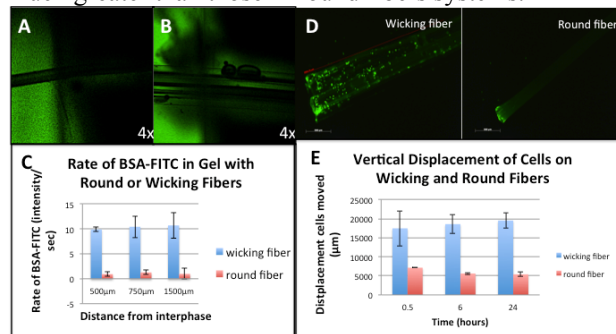 A
B
4x
4x
D
Wicking fiber
Round fiber
C
Rate of BSA-FITC in Gel with
Round or Wicking Fibers
Rate of BSA-FITC (intensity/
sec)
15
10
5
0
-5
500µm
750µm
1500µm
Distance from interphase
wicking fiber
round fiber
E
Vertical Displacement of Cells on
Wicking and Round Fibers
Distplacement cells moved
(µm)
25000
20000
15000
10000
5000
0
0.5
6
24
Time (hours)
wicking fiber
round fiber